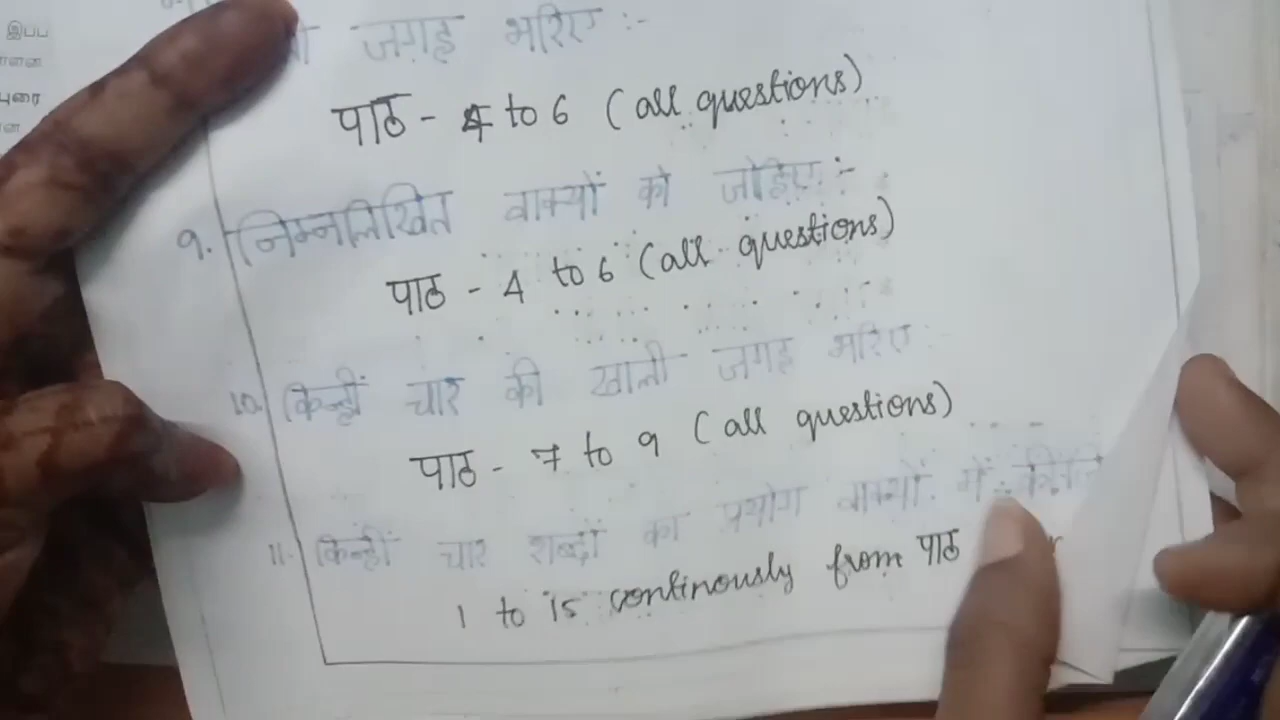 இப்ப
जगह भरिए :-
पाठ - 4 to 6 (all questions)
9. निम्नलिखित वाक्यों को जोड़िए :-
पाठ - 4 to 6 (all questions)
10. किन्हीं चार की खाली जगह भरिए :-
पाठ - 7 to 9 (all questions)
11. किन्हीं चार शब्दों का प्रयोग वाक्यों में
1 to 15 continously from पाठ